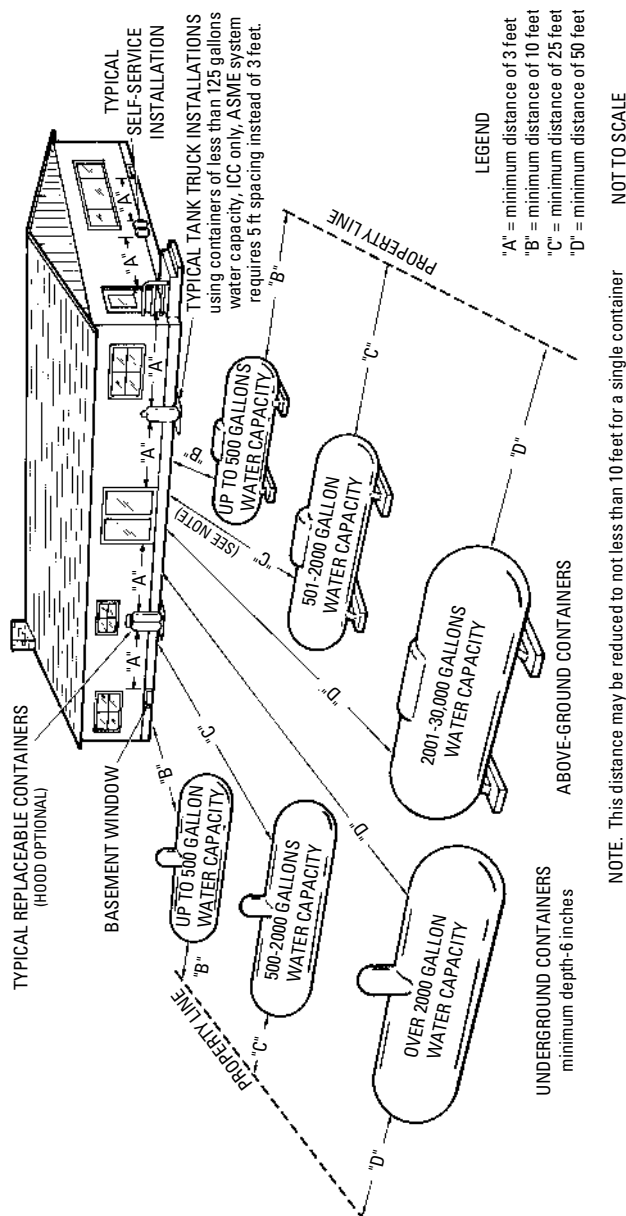 TYPICAL REPLACEABLE CONTAINERS
(HOOD OPTIONAL)
BASEMENT WINDOW
TYPICAL
SELF-SERVICE
INSTALLATION
TYPICAL TANK TRUCK INSTALLATIONS
using containers of less than 125 gallons
water capacity, ICC only, ASME system
requires 5 ft spacing instead of 3 feet.
"A"
"A"
"A"
"A"
"A"
"A"
"A"
"B"
"C"
"D"
"D"
"C"
(SEE NOTE)
"B"
UP TO 500 GALLON
WATER CAPACITY
"B"
PROPERTY LINE
500-2000 GALLONS
WATER CAPACITY
"C"
OVER 2000 GALLON
WATER CAPACITY
"D"
UNDERGROUND CONTAINERS
minimum depth-6 inches
UP TO 500 GALLONS
WATER CAPACITY
"B"
PROPERTY LINE
501-2000 GALLON
WATER CAPACITY
"C"
2001-30,000 GALLONS
WATER CAPACITY
"D"
ABOVE-GROUND CONTAINERS
LEGEND
"A" = minimum distance of 3 feet
"B" = minimum distance of 10 feet
"C" = minimum distance of 25 feet
"D" = minimum distance of 50 feet
NOTE. This distance may be reduced to not less than 10 feet for a single container
NOT TO SCALE